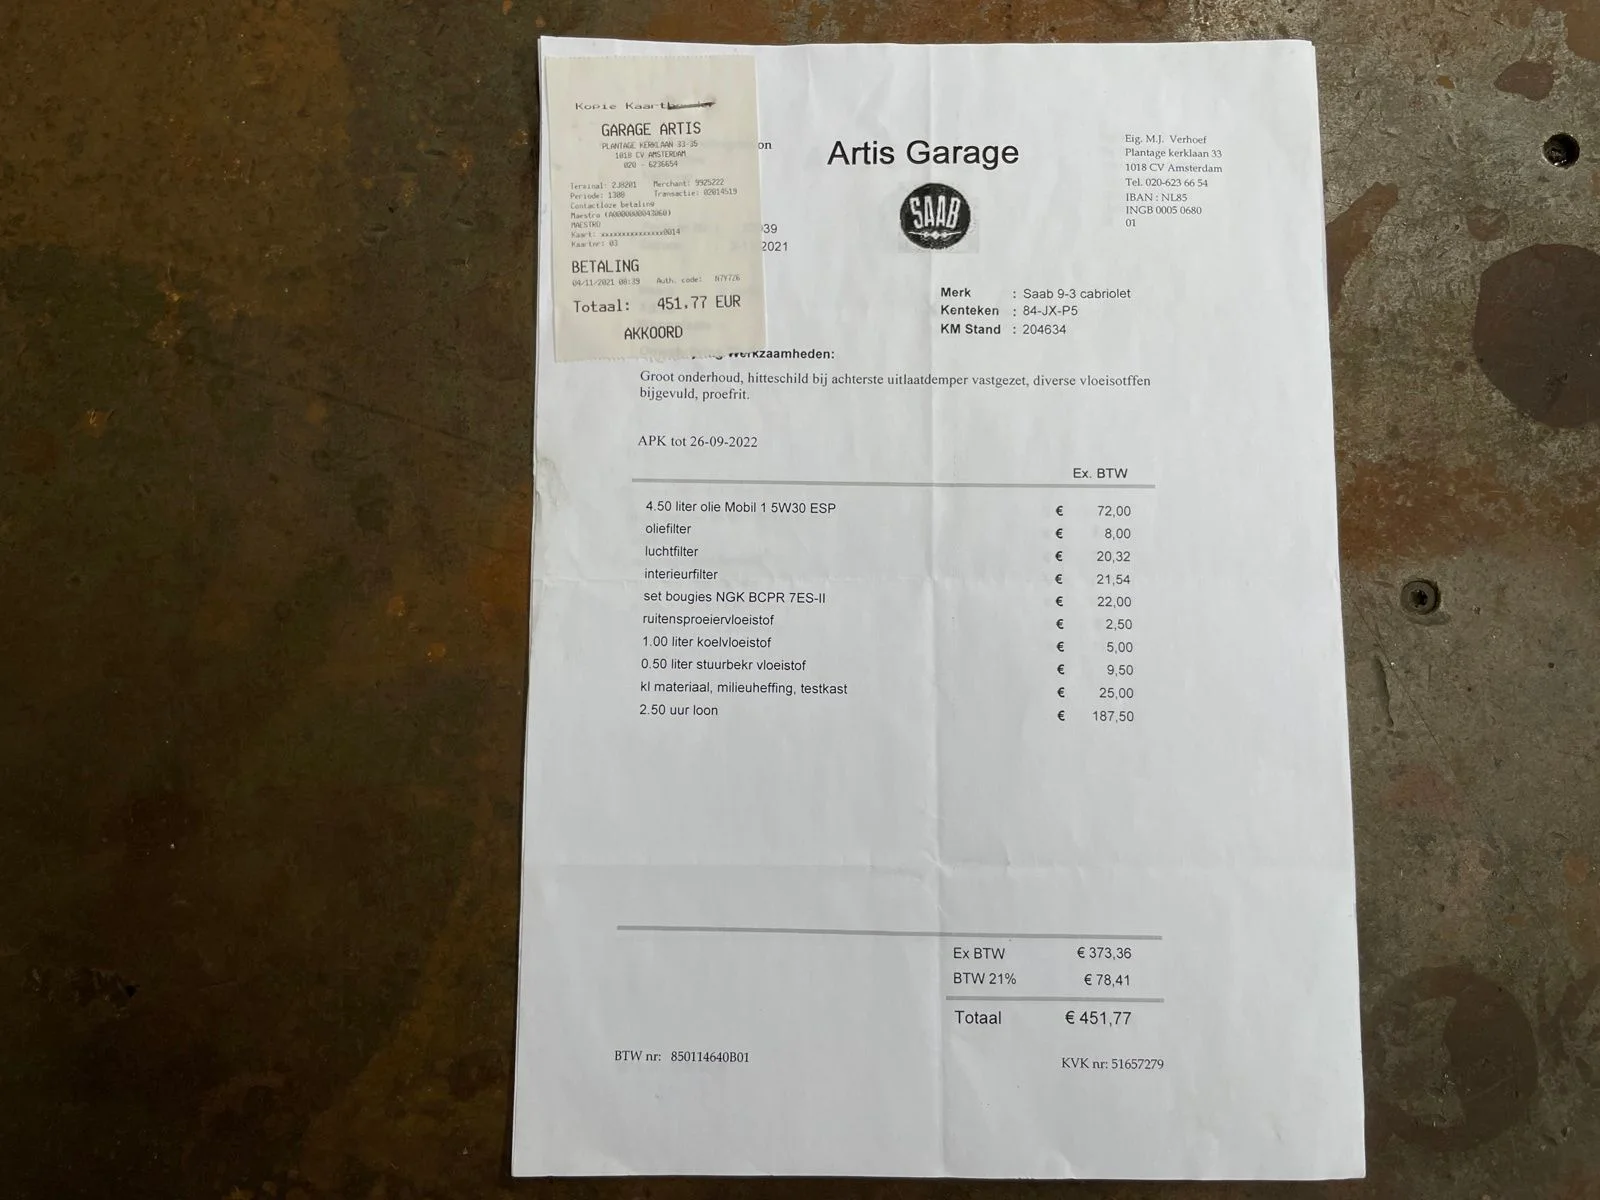 Kopie Kaart
GARAGE ARTIS
PLANTAGE KERKLAAN 33-35
1018 CV AMSTERDAM
020 - 6236654
Terminal: 2J8201 Merchant: 9925222
Periode: 1308 Transactie: 02014519
Contactloze betaling
Maestro (A0000000043060)
MAESTRO
Kaart: xxxxxxxxxxxxxxx0014
Kaartnr: 03
BETALING
04/11/2021 08:39 Auth. code: N7Y726
Totaal: 451.77 EUR
AKKOORD
on
39
2021
Artis Garage
SAAB
Eig. M.J. Verhoef
Plantage kerklaan 33
1018 CV Amsterdam
Tel. 020-623 66 54
IBAN : NL85
INGB 0005 0680
01
Merk : Saab 9-3 cabriolet
Kenteken : 84-JX-P5
KM Stand : 204634
Werkzaamheden:
Groot onderhoud, hitteschild bij achterste uitlaatdemper vastgezet, diverse vloeisotffen
bijgevuld, proefrit.
APK tot 26-09-2022
Ex. BTW
4.50 liter olie Mobil 1 5W30 ESP € 72,00
oliefilter € 8,00
luchtfilter € 20,32
interieurfilter € 21,54
set bougies NGK BCPR 7ES-II € 22,00
ruitensproeiervloeistof € 2,50
1.00 liter koelvloeistof € 5,00
0.50 liter stuurbekr vloeistof € 9,50
kl materiaal, milieuheffing, testkast € 25,00
2.50 uur loon € 187,50
Ex BTW € 373,36
BTW 21% € 78,41
Totaal € 451,77
BTW nr: 850114640B01
KVK nr: 51657279